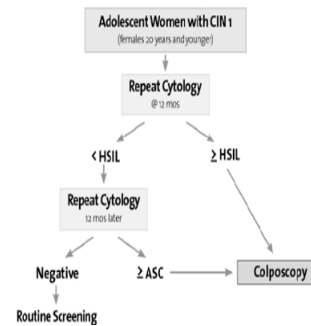 Adolescent Women with CIN 1
(females 20 years and younger)
Repeat Cytology
@ 12 mos
< HSIL
≥ HSIL
Repeat Cytology
12 mos later
Negative
≥ ASC
Colposcopy
Routine Screening